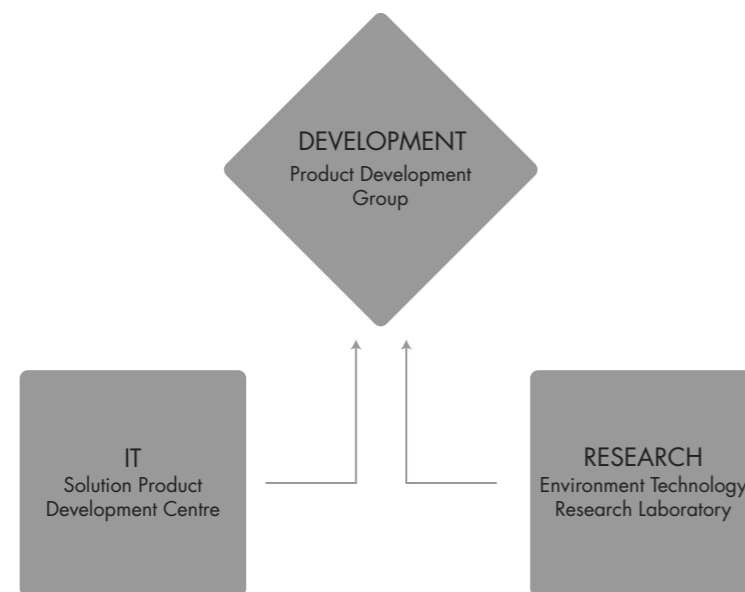 DEVELOPMENT
Product Development
Group
IT
Solution Product
Development Centre
RESEARCH
Environment Technology
Research Laboratory